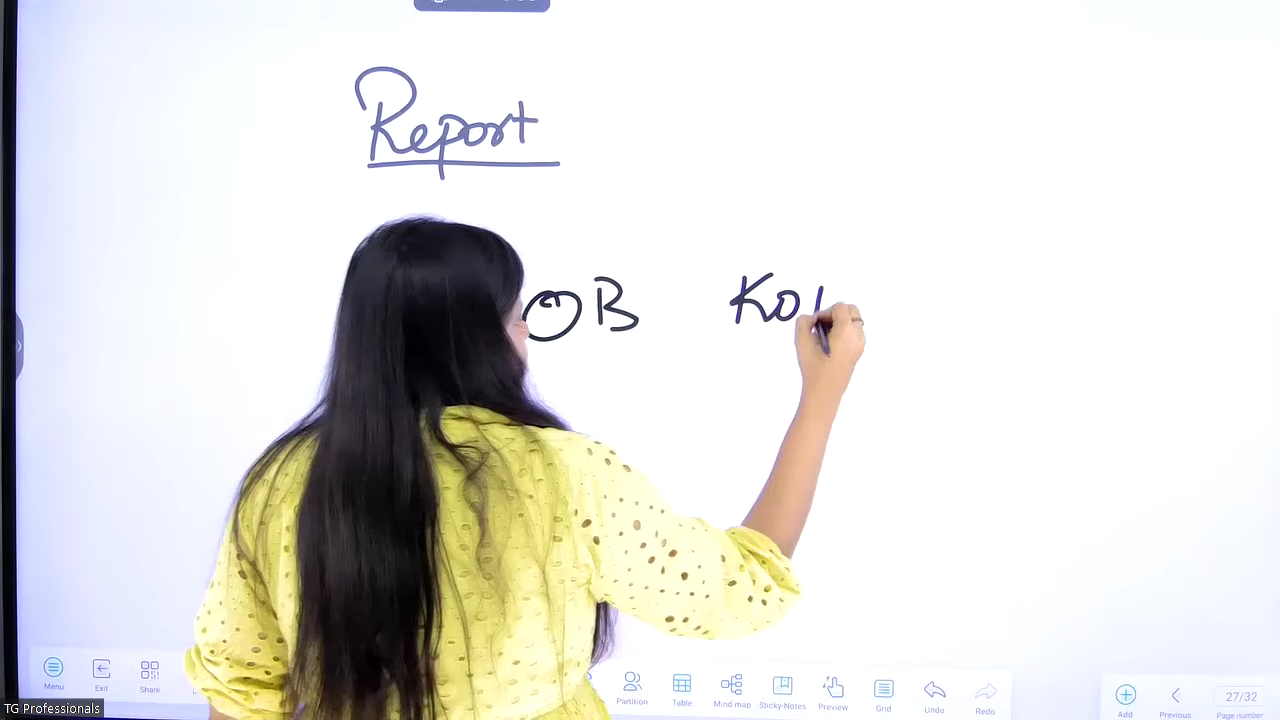 Report
OB KO
Menu
Exit
Share
Partition
Table
Mind map
Sticky-Notes
Preview
Grid
Undo
Redo
Add
Previous
27/32
Page number
TG Professionals